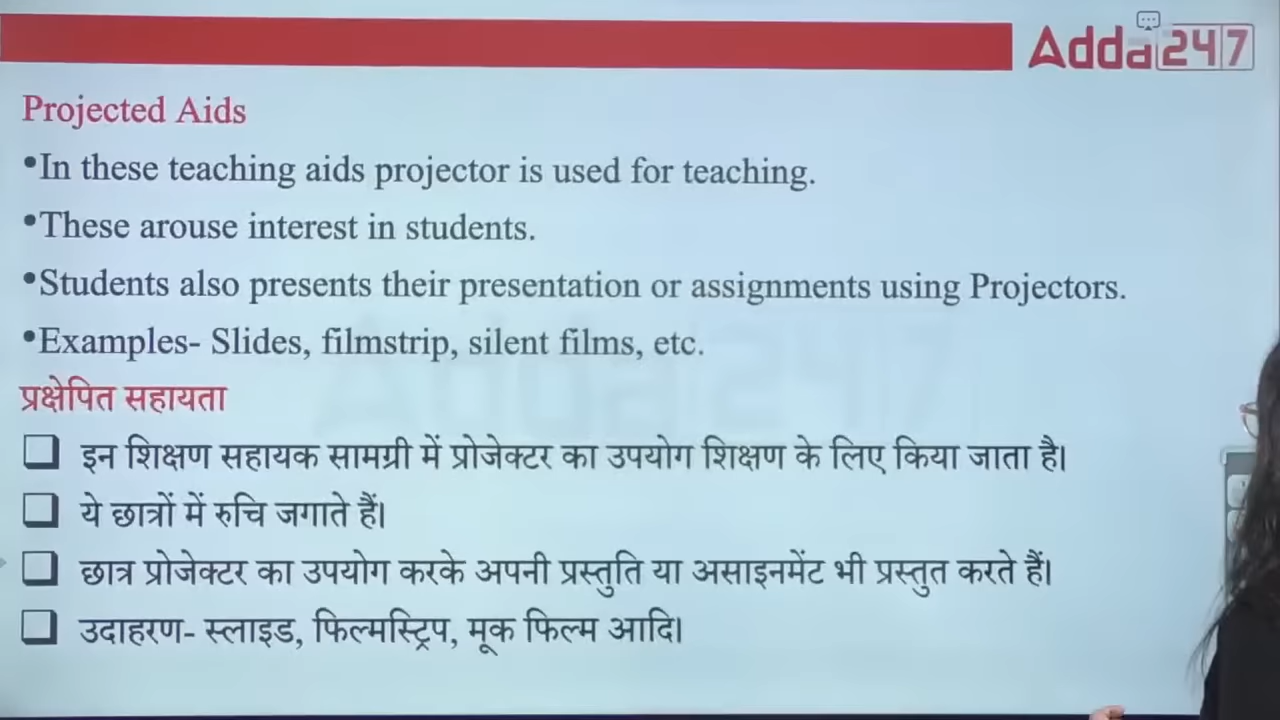 Adda247
Projected Aids
•In these teaching aids projector is used for teaching.
•These arouse interest in students.
•Students also presents their presentation or assignments using Projectors.
•Examples- Slides, filmstrip, silent films, etc.
प्रक्षेपित सहायता
❑ इन शिक्षण सहायक सामग्री में प्रोजेक्टर का उपयोग शिक्षण के लिए किया जाता है।
❑ ये छात्रों में रुचि जगाते हैं।
❑ छात्र प्रोजेक्टर का उपयोग करके अपनी प्रस्तुति या असाइनमेंट भी प्रस्तुत करते हैं।
❑ उदाहरण- स्लाइड, फिल्मस्ट्रिप, मूक फिल्म आदि।